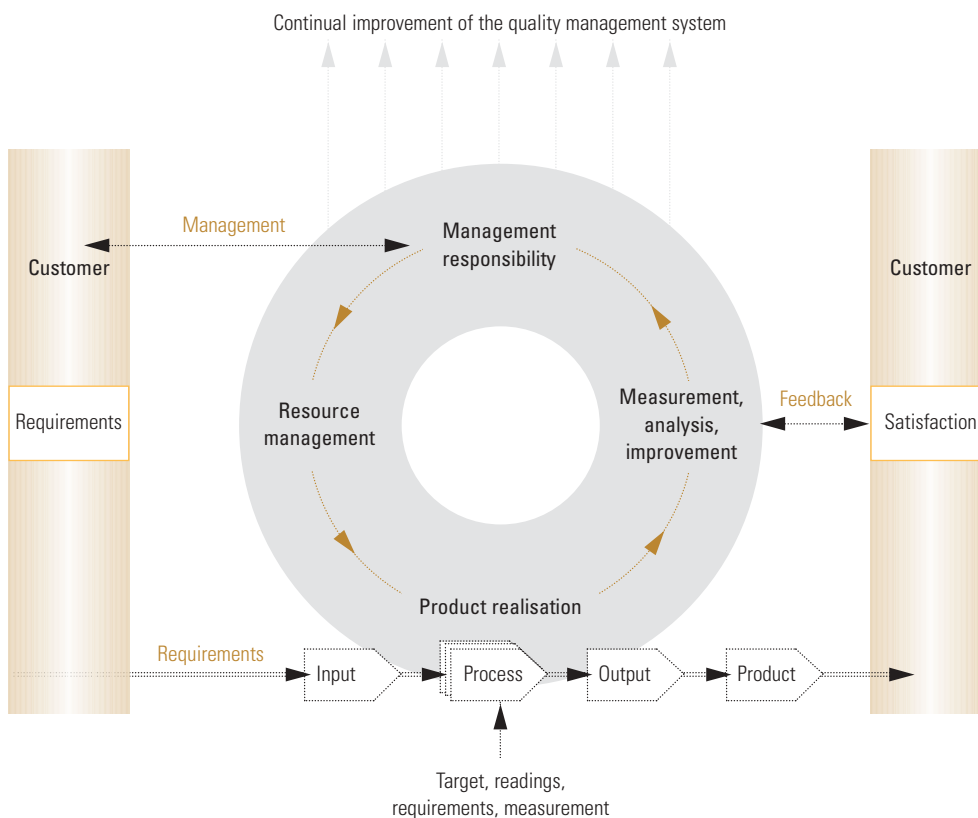 Continual improvement of the quality management system
Management
Management
responsibility
Customer
Customer
Requirements
Resource
management
Measurement,
analysis,
improvement
Feedback
Satisfaction
Product realisation
Requirements
Input
Process
Output
Product
Target, readings,
requirements, measurement